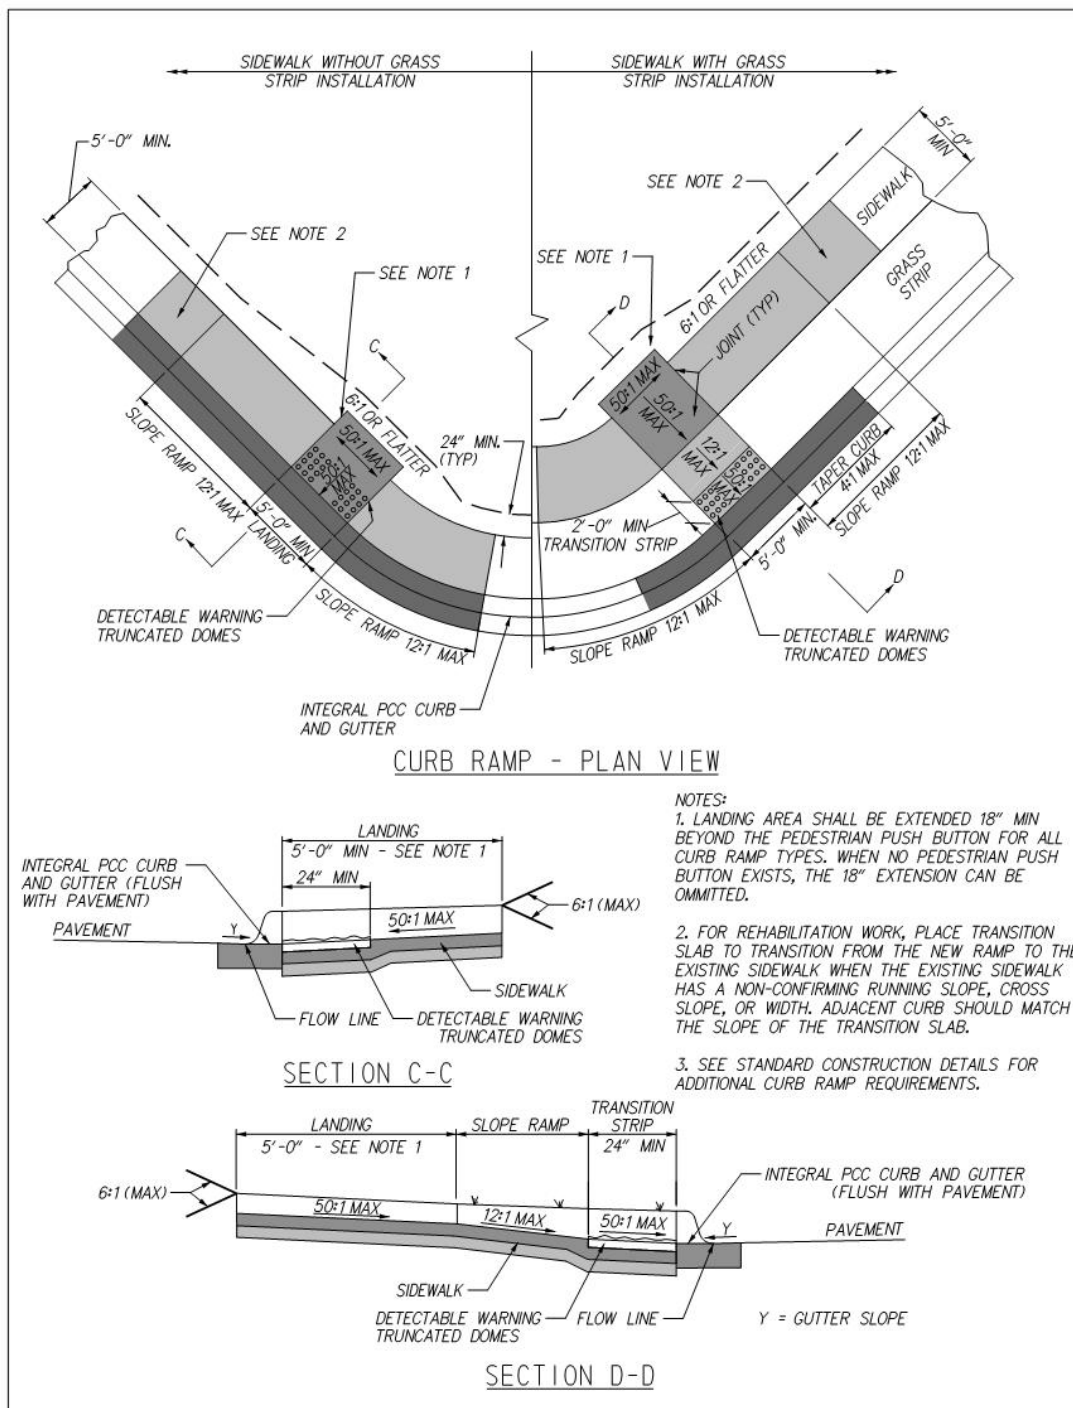 SIDEWALK WITHOUT GRASS
STRIP INSTALLATION
SIDEWALK WITH GRASS
STRIP INSTALLATION
5'-0" MIN.
SEE NOTE 2
SEE NOTE 1
C
6:1 OR FLATTER
50:1 MAX
50:1
MAX
24" MIN.
(TYP)
SLOPE RAMP 12:1 MAX
5'-0" MIN
LANDING
C
SLOPE RAMP 12:1 MAX
DETECTABLE WARNING
TRUNCATED DOMES
INTEGRAL PCC CURB
AND GUTTER
5'-0"
MIN
SEE NOTE 2
SIDEWALK
SEE NOTE 1
GRASS
STRIP
D
6:1 OR FLATTER
JOINT (TYP)
50:1 MAX
50:1
MAX
12:1
MAX
50:1
MAX
2'-0" MIN
TRANSITION STRIP
TAPER CURB
4:1 MAX
SLOPE RAMP 12:1 MAX
5'-0" MIN.
D
SLOPE RAMP 12:1 MAX
DETECTABLE WARNING
TRUNCATED DOMES
CURB RAMP - PLAN VIEW
NOTES:
1. LANDING AREA SHALL BE EXTENDED 18" MIN
BEYOND THE PEDESTRIAN PUSH BUTTON FOR ALL
CURB RAMP TYPES. WHEN NO PEDESTRIAN PUSH
BUTTON EXISTS, THE 18" EXTENSION CAN BE
OMMITTED.
2. FOR REHABILITATION WORK, PLACE TRANSITION
SLAB TO TRANSITION FROM THE NEW RAMP TO THE
EXISTING SIDEWALK WHEN THE EXISTING SIDEWALK
HAS A NON-CONFIRMING RUNNING SLOPE, CROSS
SLOPE, OR WIDTH. ADJACENT CURB SHOULD MATCH
THE SLOPE OF THE TRANSITION SLAB.
3. SEE STANDARD CONSTRUCTION DETAILS FOR
ADDITIONAL CURB RAMP REQUIREMENTS.
LANDING
5'-0" MIN - SEE NOTE 1
24" MIN
INTEGRAL PCC CURB
AND GUTTER (FLUSH
WITH PAVEMENT)
6:1 (MAX)
50:1 MAX
Y
PAVEMENT
SIDEWALK
FLOW LINE
DETECTABLE WARNING
TRUNCATED DOMES
SECTION C-C
LANDING
5'-0" - SEE NOTE 1
SLOPE RAMP
TRANSITION
STRIP
24" MIN
INTEGRAL PCC CURB AND GUTTER
(FLUSH WITH PAVEMENT)
6:1 (MAX)
50:1 MAX
12:1 MAX
50:1 MAX
Y
PAVEMENT
SIDEWALK
DETECTABLE WARNING
TRUNCATED DOMES
FLOW LINE
Y = GUTTER SLOPE
SECTION D-D